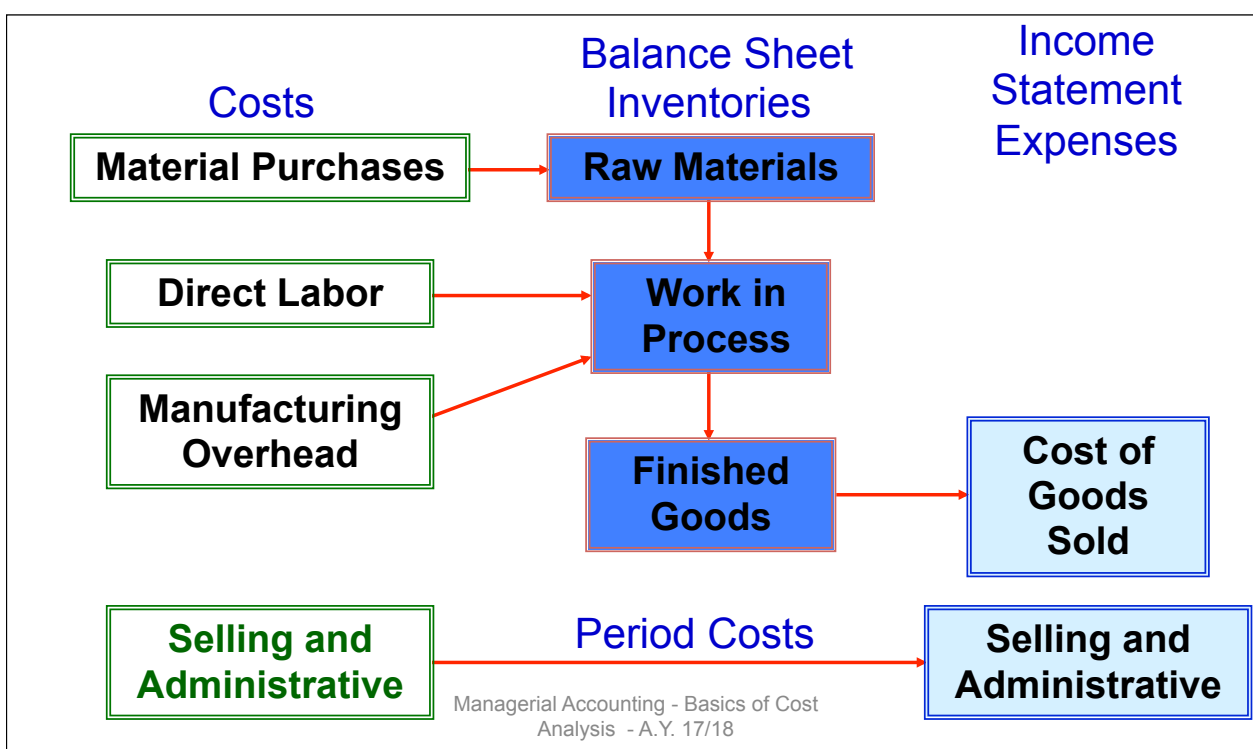 Costs
Balance Sheet
Inventories
Income
Statement
Expenses
Material Purchases
Raw Materials
Direct Labor
Work in
Process
Manufacturing
Overhead
Finished
Goods
Cost of
Goods
Sold
Selling and
Administrative
Period Costs
Selling and
Administrative
Managerial Accounting - Basics of Cost
Analysis - A.Y. 17/18